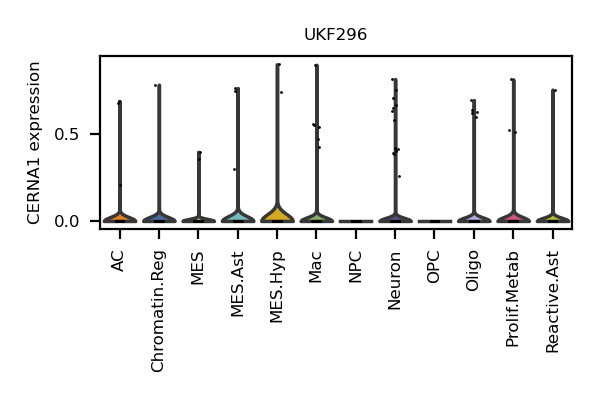 UKF296
CERNA1 expression
0.5
0.0
AC
Chromatin.Reg
MES
MES.Ast
MES.Hyp
Mac
NPC
Neuron
OPC
Oligo
Prolif.Metab
Reactive.Ast